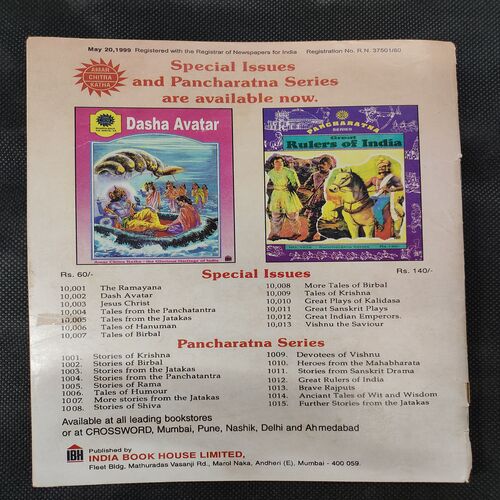 May 20,1999 Registered with the Registrar of Newspapers for India Registration No. R.N. 37501/80
AMAR
CHITRA
KATHA
Special Issues
and Pancharatna Series
are available now.
Dasha Avatar
PANCHARATNA
SERIES
Great
Rulers of India
Rs. 60/-
Rs. 140/-
Special Issues
10,001 The Ramayana
10,002 Dash Avatar
10,003 Jesus Christ
10,004 Tales from the Panchatantra
10,005 Tales from the Jatakas
10,006 Tales of Hanuman
10,007 Tales of Birbal
10,008 More Tales of Birbal
10,009 Tales of Krishna
10,010 Great Plays of Kalidasa
10,011 Great Sanskrit Plays
10,012 Great Indian Emperors.
10,013 Vishnu the Saviour
Pancharatna Series
1001. Stories of Krishna
1002. Stories of Birbal
1003. Stories from the Jatakas
1004. Stories from the Panchatantra
1005. Stories of Rama
1006. Tales of Humour
1007. More stories from the Jatakas
1008. Stories of Shiva
1009. Devotees of Vishnu
1010. Heroes from the Mahabharata
1011. Stories from Sanskrit Drama
1012. Great Rulers of India
1013. Brave Rajputs
1014. Ancient Tales of Wit and Wisdom
1015. Further Stories from the Jatakas
Available at all leading bookstores
or at CROSSWORD, Mumbai, Pune, Nashik, Delhi and Ahmedabad
IBH
Published by
INDIA BOOK HOUSE LIMITED,
Fleet Bldg, Mathuradas Vasanji Rd., Marol Naka, Andheri (E), Mumbai - 400 059.